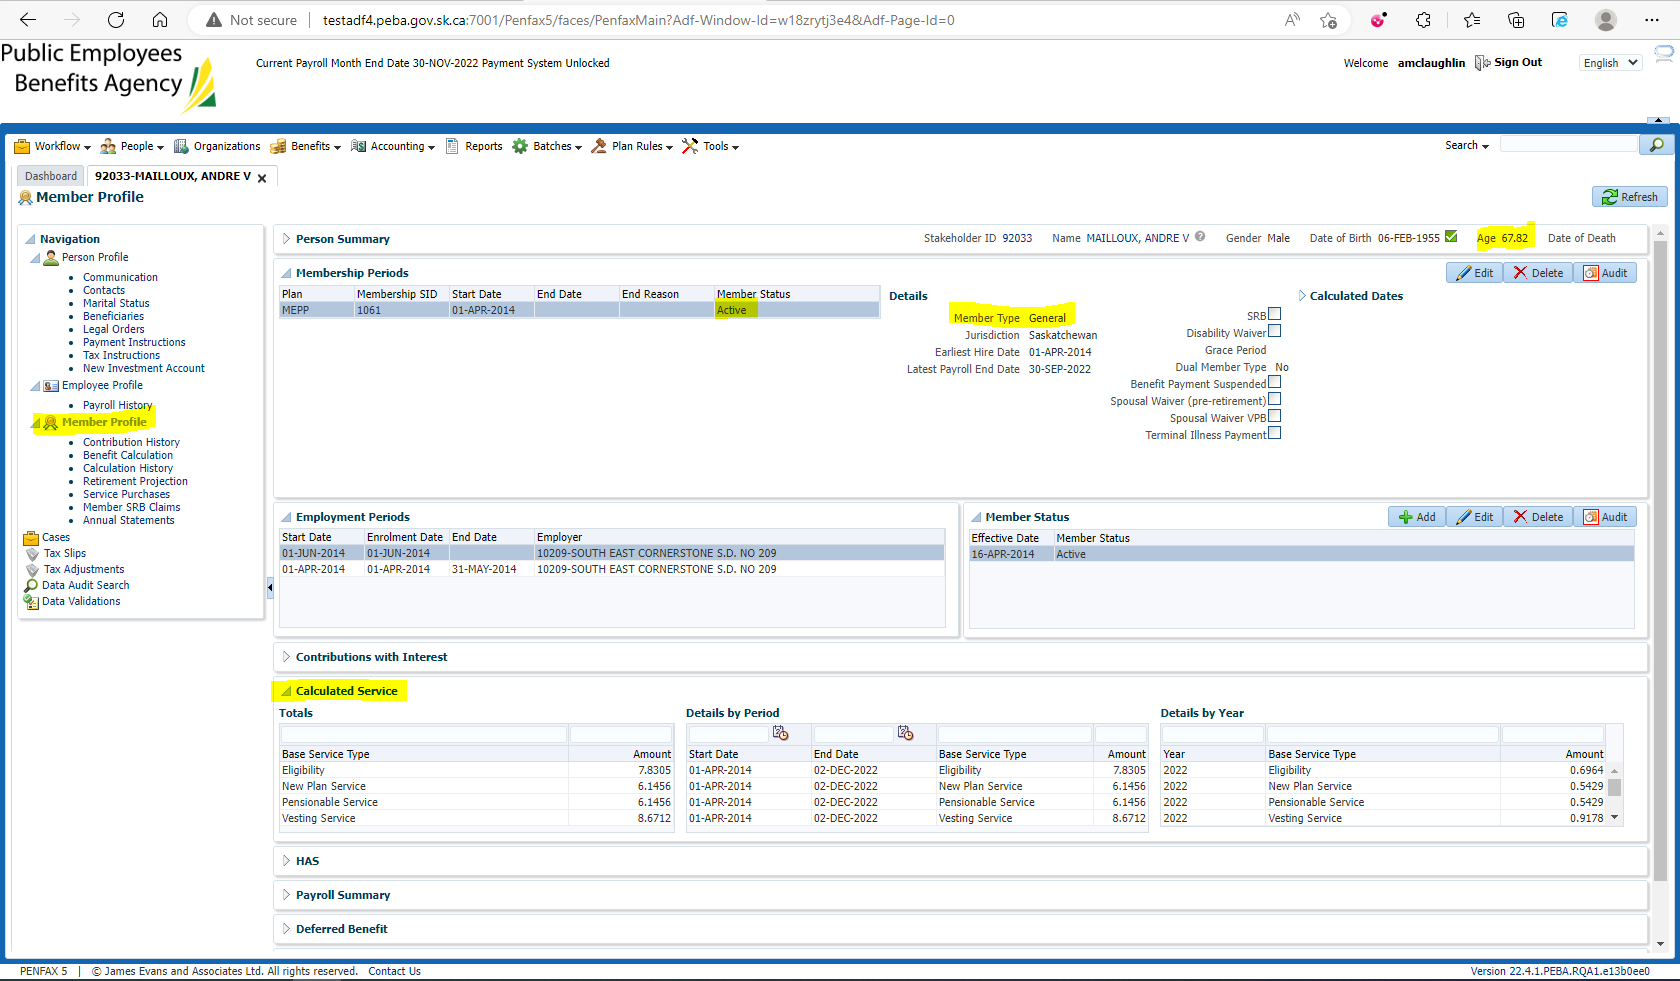 Not secure testadf4.peba.gov.sk.ca:7001/Penfax5/faces/PenfaxMain?Adf-Window-Id=w18zrytj3e4&Adf-Page-Id=0
Public Employees
Benefits Agency
Current Payroll Month End Date 30-NOV-2022 Payment System Unlocked
Welcome amclaughlin Sign Out English
Workflow People Organizations Benefits Accounting Reports Batches Plan Rules Tools Search
Dashboard 92033-MAILLOUX, ANDRE V
Member Profile
Refresh
Navigation
Person Profile
Communication
Contacts
Marital Status
Beneficiaries
Legal Orders
Payment Instructions
Tax Instructions
New Investment Account
Employee Profile
Payroll History
Member Profile
Contribution History
Benefit Calculation
Calculation History
Retirement Projection
Service Purchases
Member SRB Claims
Annual Statements
Cases
Tax Slips
Tax Adjustments
Data Audit Search
Data Validations
Person Summary Stakeholder ID 92033 Name MAILLOUX, ANDRE V Gender Male Date of Birth 06-FEB-1955 Age 67.82 Date of Death
Membership Periods Edit Delete Audit
Plan Membership SID Start Date End Date End Reason Member Status
MEPP 1061 01-APR-2014 Active
Details
Member Type General
Jurisdiction Saskatchewan
Earliest Hire Date 01-APR-2014
Latest Payroll End Date 30-SEP-2022
SRB
Disability Waiver
Grace Period
Dual Member Type No
Benefit Payment Suspended
Spousal Waiver (pre-retirement)
Spousal Waiver VPB
Terminal Illness Payment
Calculated Dates
Employment Periods
Start Date Enrolment Date End Date Employer
01-JUN-2014 01-JUN-2014 10209-SOUTH EAST CORNERSTONE S.D. NO 209
01-APR-2014 01-APR-2014 31-MAY-2014 10209-SOUTH EAST CORNERSTONE S.D. NO 209
Member Status Add Edit Delete Audit
Effective Date Member Status
16-APR-2014 Active
Contributions with Interest
Calculated Service
Totals
Base Service Type Amount
Eligibility 7.8305
New Plan Service 6.1456
Pensionable Service 6.1456
Vesting Service 8.6712
Details by Period
Start Date End Date Base Service Type Amount
01-APR-2014 02-DEC-2022 Eligibility 7.8305
01-APR-2014 02-DEC-2022 New Plan Service 6.1456
01-APR-2014 02-DEC-2022 Pensionable Service 6.1456
01-APR-2014 02-DEC-2022 Vesting Service 8.6712
Details by Year
Year Base Service Type Amount
2022 Eligibility 0.6964
2022 New Plan Service 0.5429
2022 Pensionable Service 0.5429
2022 Vesting Service 0.9178
HAS
Payroll Summary
Deferred Benefit
PENFAX 5 | © James Evans and Associates Ltd. All rights reserved. Contact Us
Version 22.4.1.PEBA.RQA1.e13b0ee0